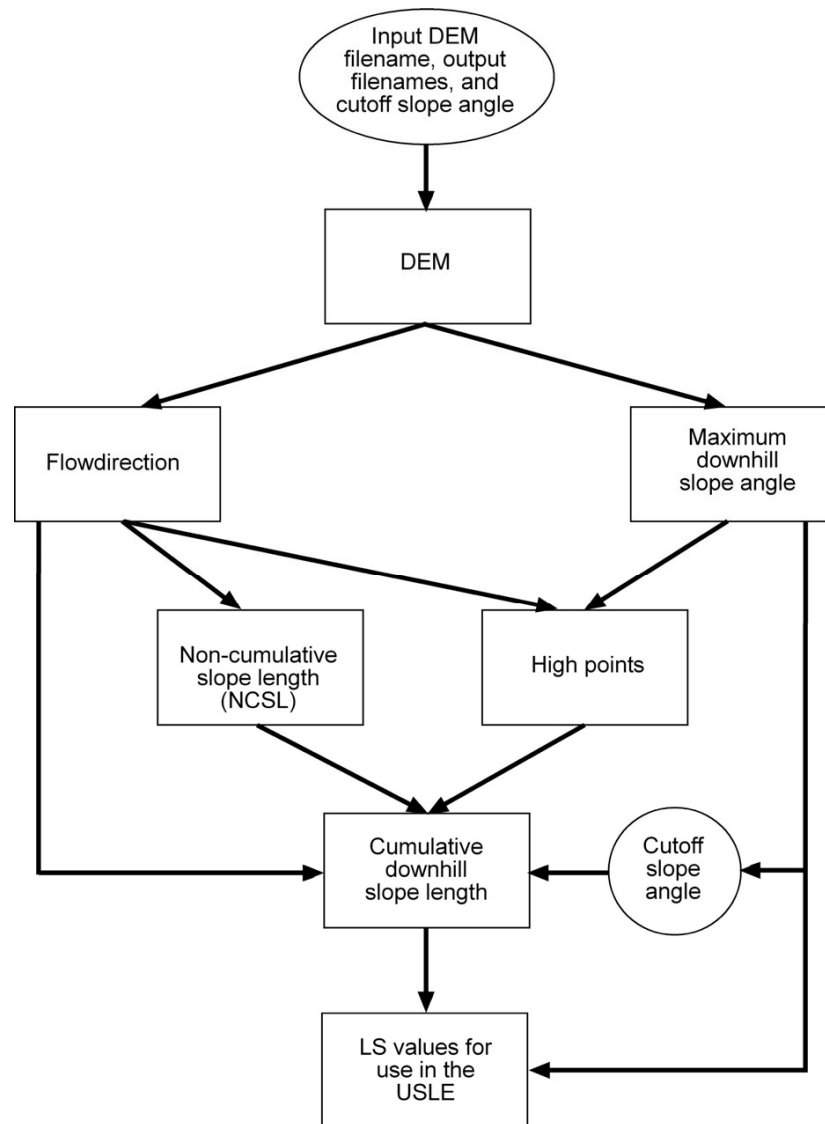 Input DEM
filename, output
filenames, and
cutoff slope angle
DEM
Flowdirection
Maximum
downhill
slope angle
Non-cumulative
slope length
(NCSL)
High points
Cumulative
downhill
slope length
Cutoff
slope
angle
LS values for
use in the
USLE